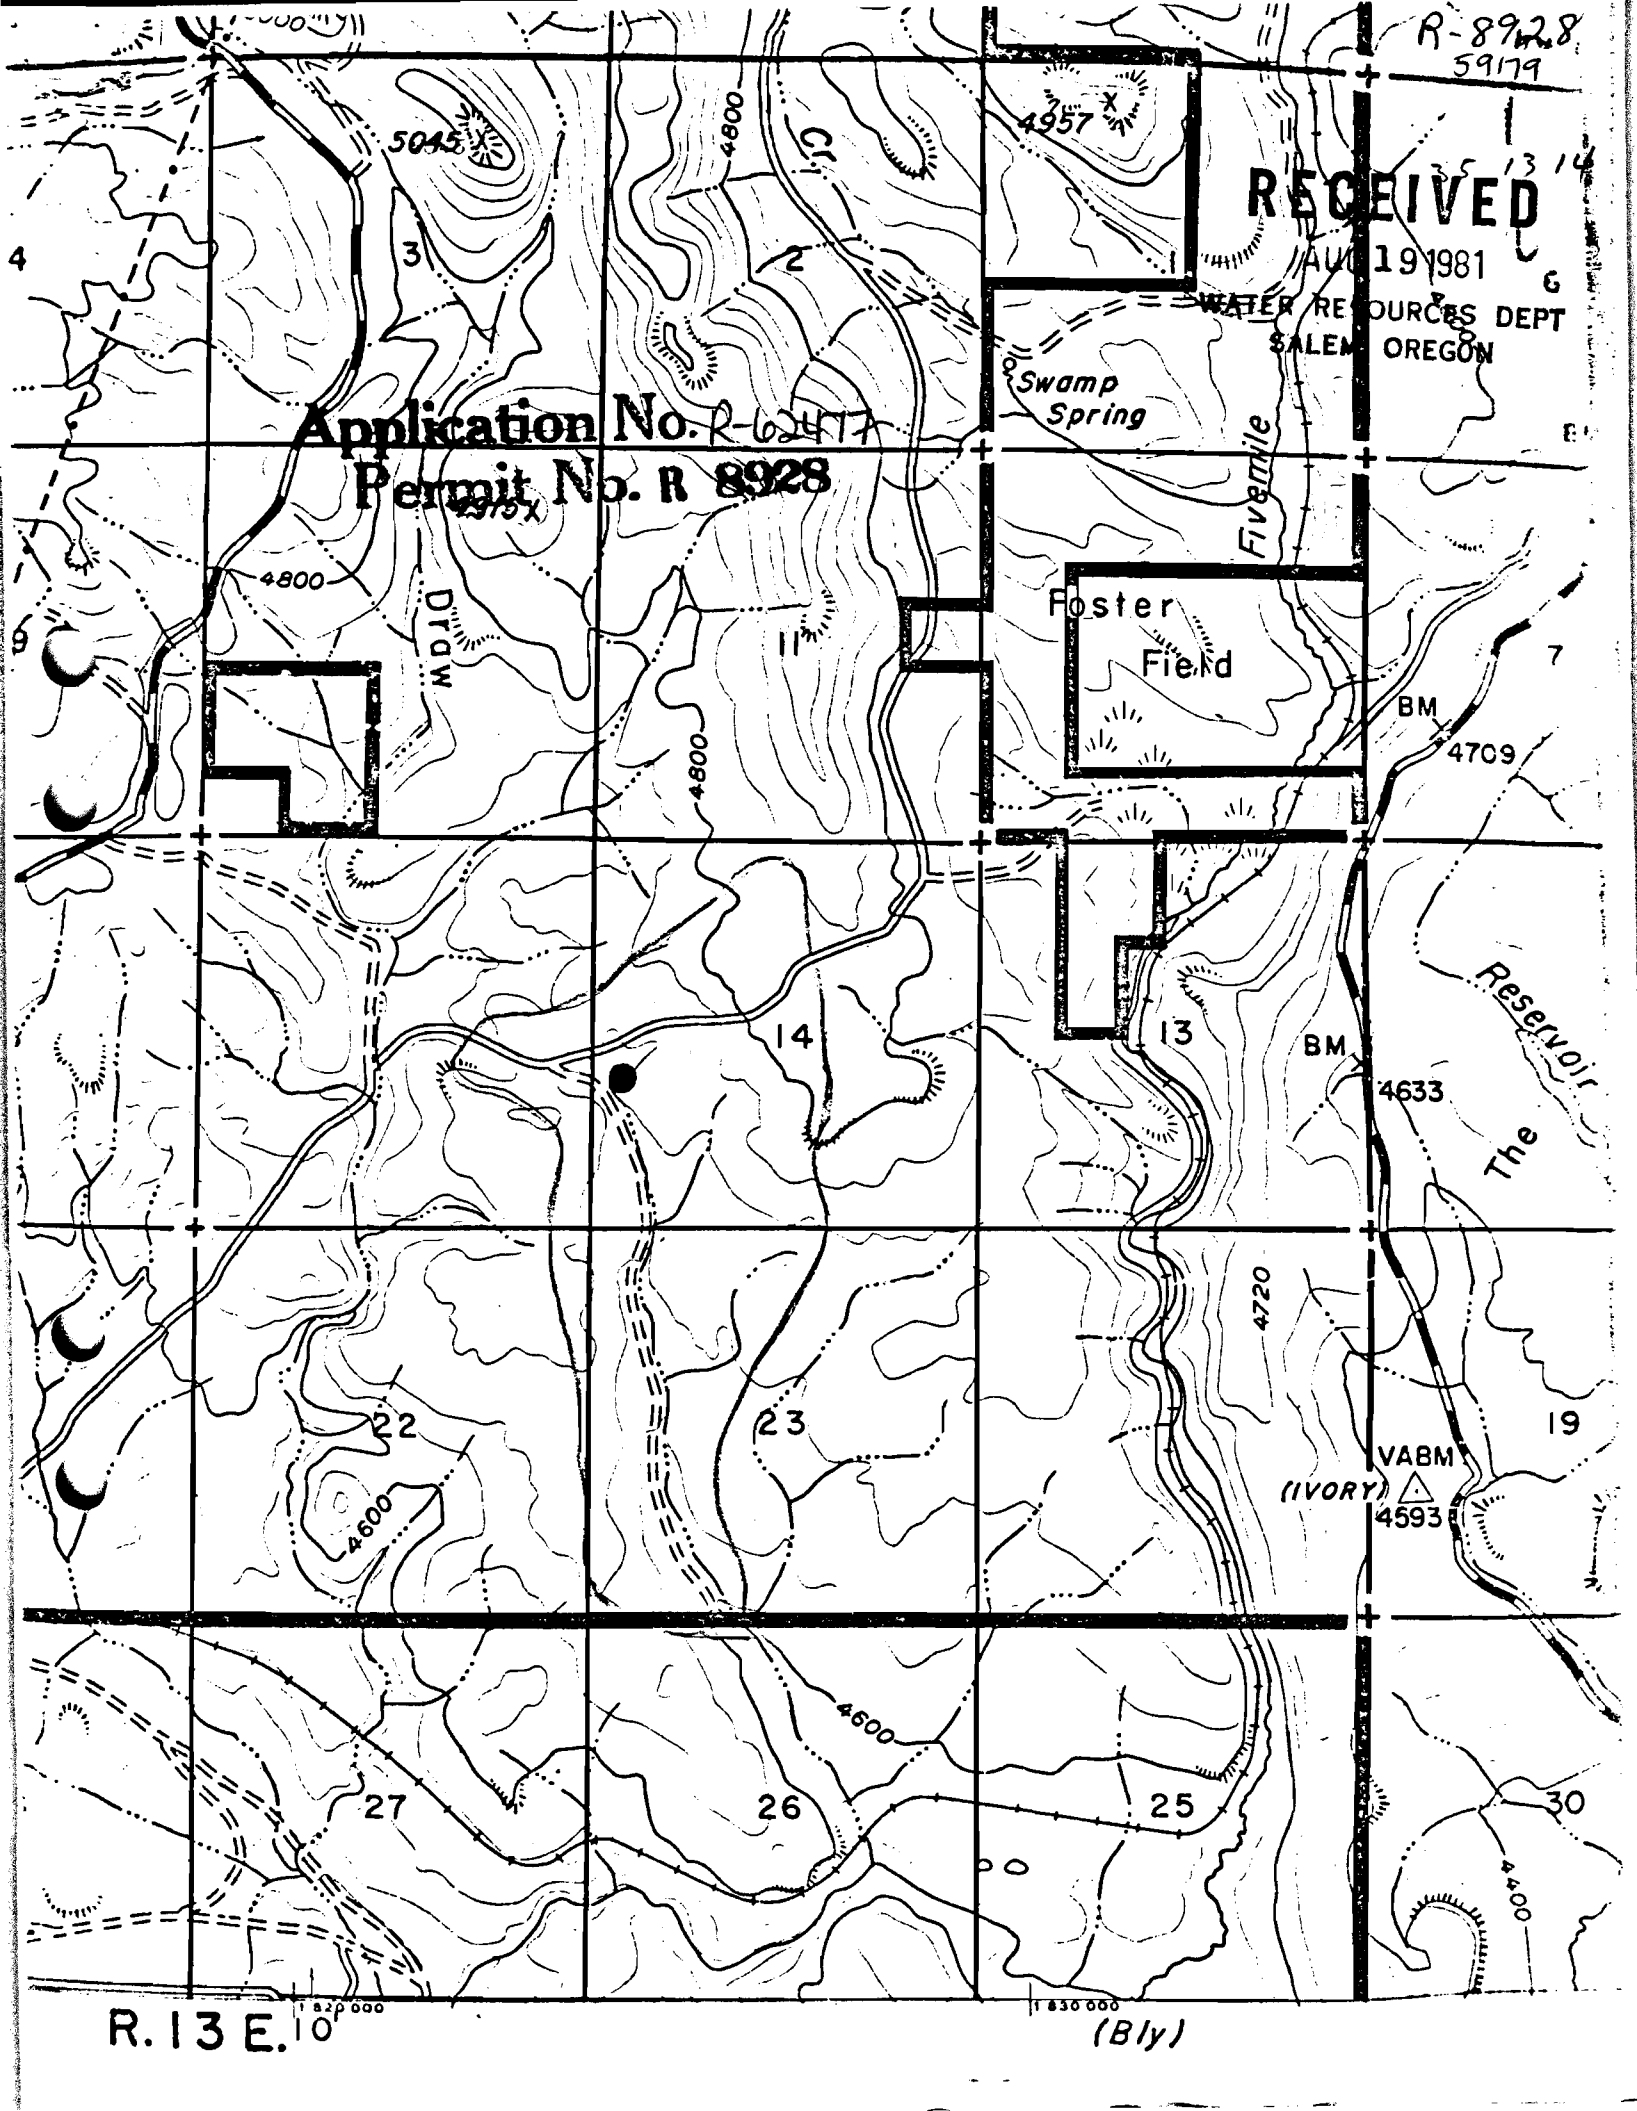 R-8928
59179
5045
4800
Cr.
4957
35 13 14
RECEIVED
AUG 19 1981
WATER RESOURCES DEPT
SALEM OREGON
4
3
2
6
Swamp
Spring
Application No. R-62477
Permit No. R 8928
Fivemile
4800
Draw
9
11
Foster
Field
7
BM
4709
4800
Reservoir
The
14
13
BM
4633
4720
22
23
19
VABM
(IVORY)
4593
4600
4600
27
26
25
30
4400
1 820 000
1 830 000
R. 13 E.
10
(Bly)